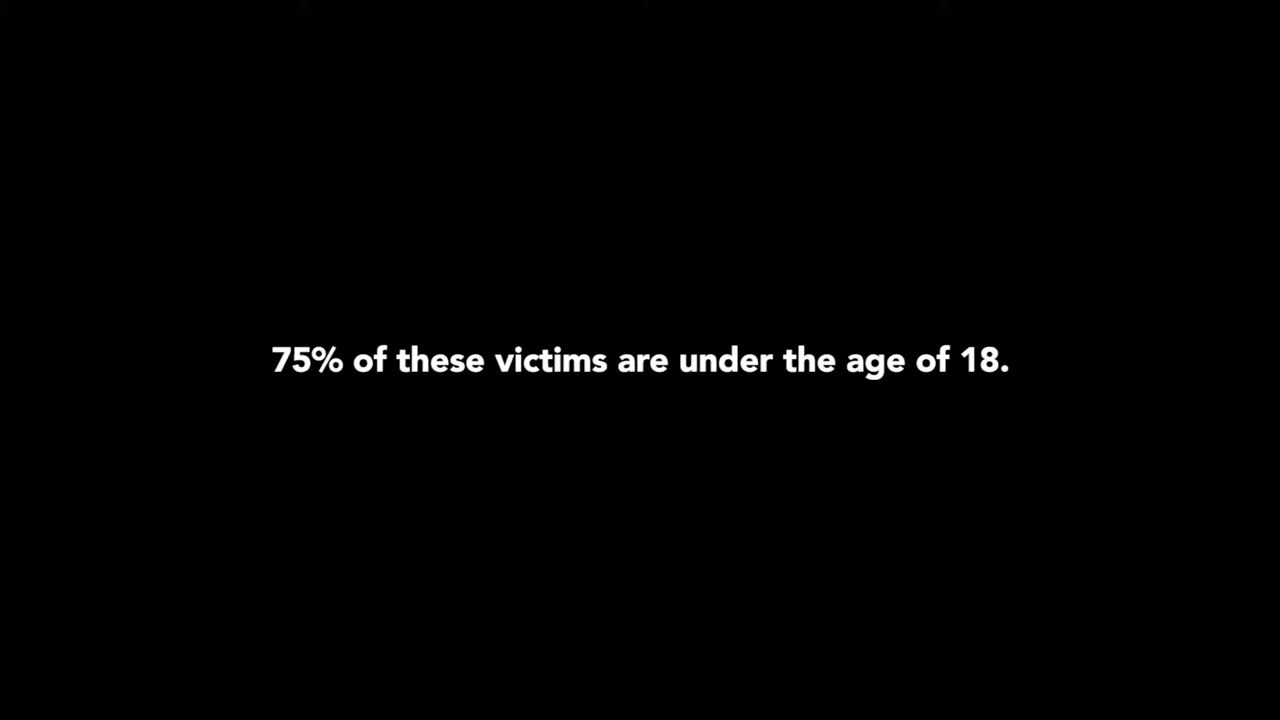 75% of these victims are under the age of 18.